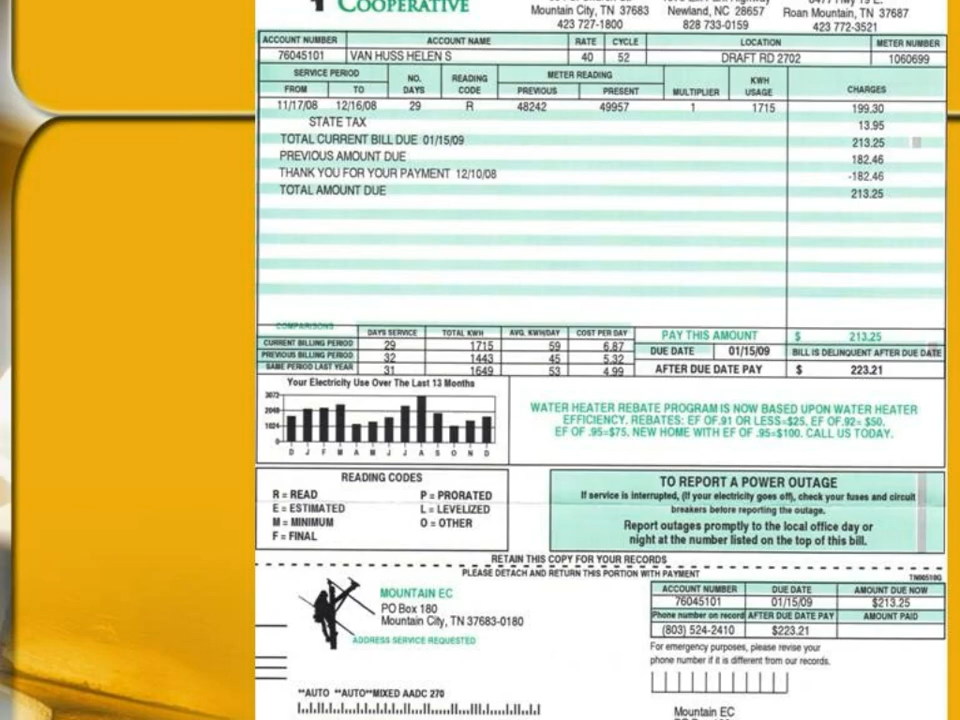 COOPERATIVE
Mountain City, TN 37683 Newland, NC 28657 Roan Mountain, TN 37687
423 727-1800 828 733-0159 423 772-3521
ACCOUNT NUMBER ACCOUNT NAME RATE CYCLE LOCATION METER NUMBER
76045101 VAN HUSS HELEN S 40 52 DRAFT RD 2702 1060699
SERVICE PERIOD NO. DAYS READING CODE METER READING MULTIPLIER KWH USAGE CHARGES
FROM TO PREVIOUS PRESENT
11/17/08 12/16/08 29 R 48242 49957 1 1715 199.30
STATE TAX 13.95
TOTAL CURRENT BILL DUE 01/15/09 213.25
PREVIOUS AMOUNT DUE 182.46
THANK YOU FOR YOUR PAYMENT 12/10/08 -182.46
TOTAL AMOUNT DUE 213.25
COMPARISONS DAYS SERVICE TOTAL KWH AVG. KWH/DAY COST PER DAY
CURRENT BILLING PERIOD 29 1715 59 6.87
PREVIOUS BILLING PERIOD 32 1443 45 5.32
SAME PERIOD LAST YEAR 31 1649 53 4.99
PAY THIS AMOUNT $ 213.25
DUE DATE 01/15/09 BILL IS DELINQUENT AFTER DUE DATE
AFTER DUE DATE PAY $ 223.21
Your Electricity Use Over The Last 13 Months
3072
2048
1024
D J F M A M J J A S O N D
WATER HEATER REBATE PROGRAM IS NOW BASED UPON WATER HEATER
EFFICIENCY. REBATES: EF OF.91 OR LESS=$25, EF OF.92= $50,
EF OF .95=$75. NEW HOME WITH EF OF .95=$100. CALL US TODAY.
READING CODES
R = READ P = PRORATED
E = ESTIMATED L = LEVELIZED
M = MINIMUM O = OTHER
F = FINAL
TO REPORT A POWER OUTAGE
If service is interrupted, (if your electricity goes off), check your fuses and circuit
breakers before reporting the outage.
Report outages promptly to the local office day or
night at the number listed on the top of this bill.
RETAIN THIS COPY FOR YOUR RECORDS
PLEASE DETACH AND RETURN THIS PORTION WITH PAYMENT
MOUNTAIN EC
PO Box 180
Mountain City, TN 37683-0180
ADDRESS SERVICE REQUESTED
ACCOUNT NUMBER DUE DATE AMOUNT DUE NOW
76045101 01/15/09 $213.25
Phone number on record AFTER DUE DATE PAY AMOUNT PAID
(803) 524-2410 $223.21
For emergency purposes, please revise your
phone number if it is different from our records.
**AUTO **AUTO**MIXED AADC 270
Mountain EC